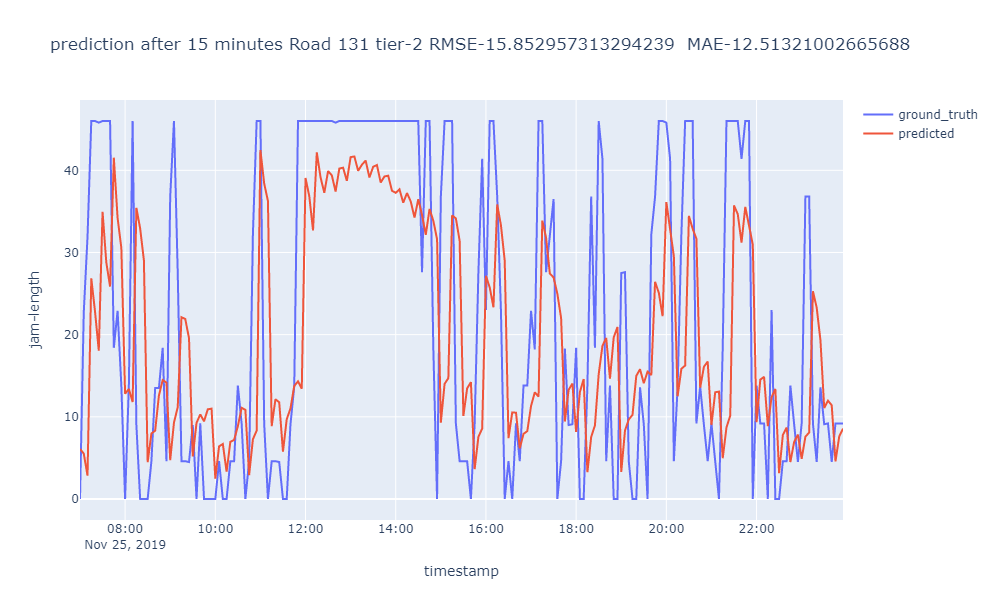 prediction after 15 minutes Road 131 tier-2 RMSE-15.852957313294239  MAE-12.51321002665688
ground_truth
predicted
jam-length
40
30
20
10
0
08:00 10:00 12:00 14:00 16:00 18:00 20:00 22:00
Nov 25, 2019
timestamp